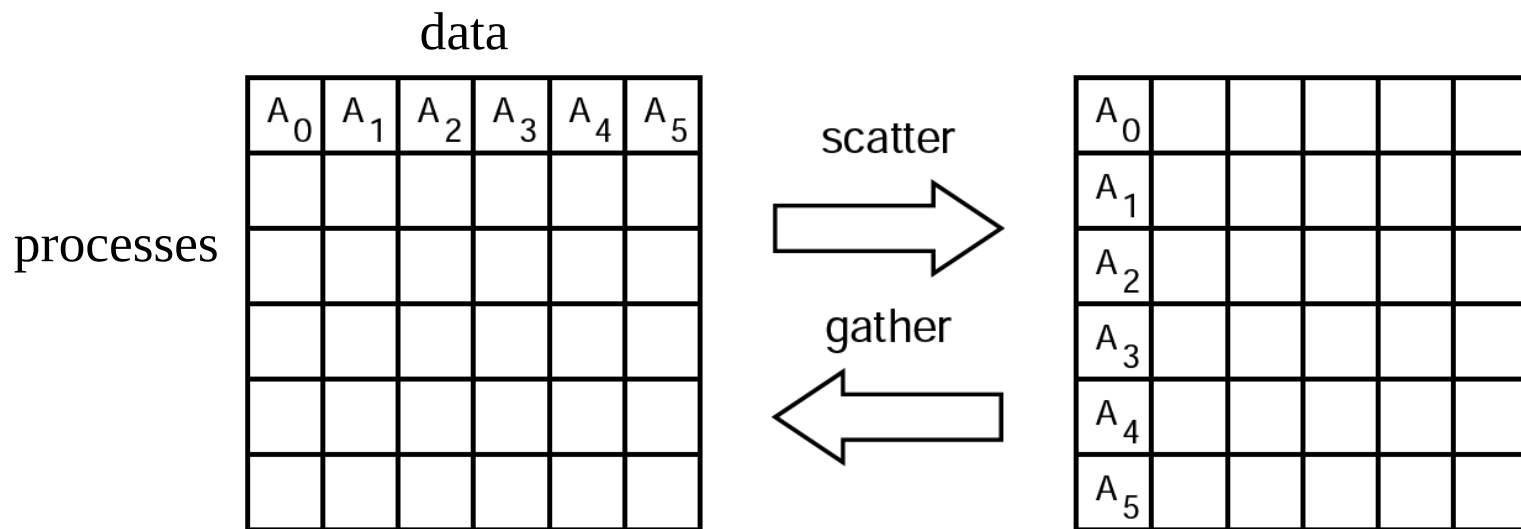 data
A0 A1 A2 A3 A4 A5
processes
scatter
gather
A0
A1
A2
A3
A4
A5